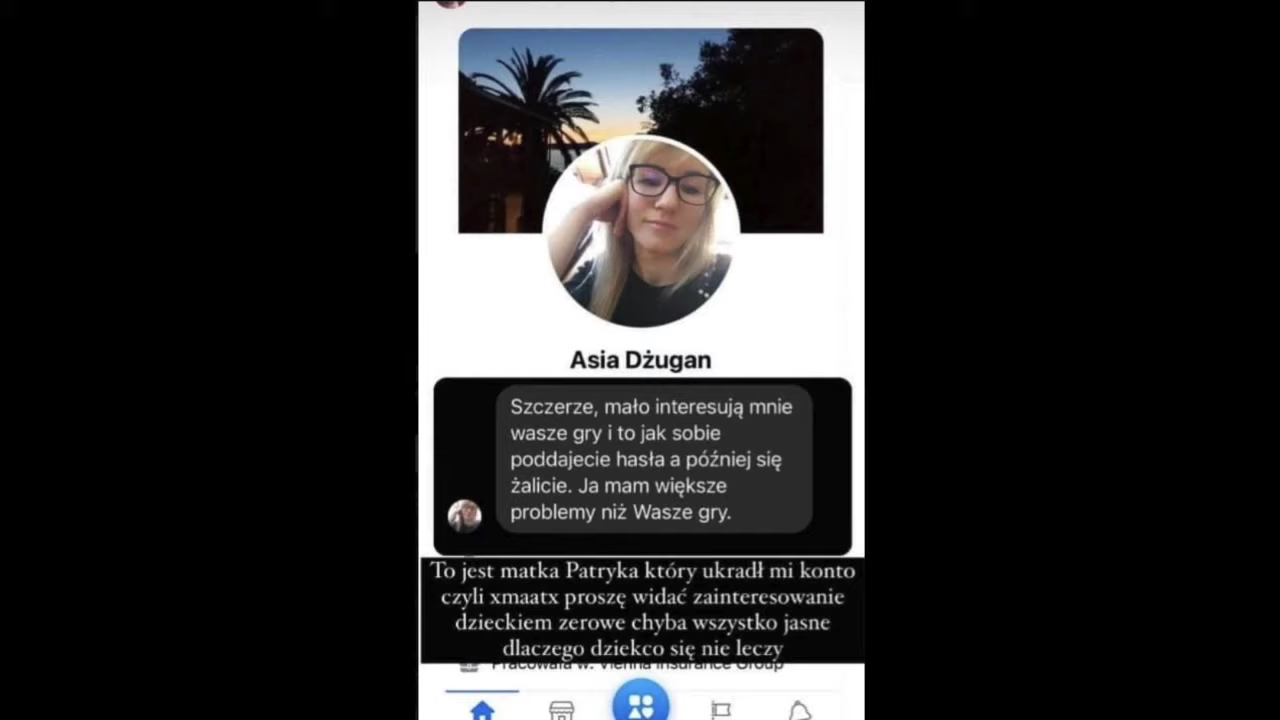 Asia Dżugan
Szczerze, mało interesują mnie
wasze gry i to jak sobie
poddajecie hasła a później się
żalicie. Ja mam większe
problemy niż Wasze gry.
To jest matka Patryka który ukradł mi konto
czyli xmaatx proszę widać zainteresowanie
dzieckiem zerowe chyba wszystko jasne
dlaczego dziekco się nie leczy
Pracowała w: Vienna Insurance Group